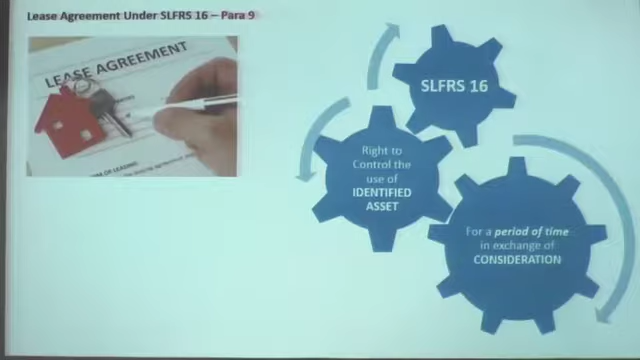 Lease Agreement Under SLFRS 16 – Para 9
LEASE AGREEMENT
SLFRS 16
Right to
Control the
use of
IDENTIFIED
ASSET
For a period of time
in exchange of
CONSIDERATION